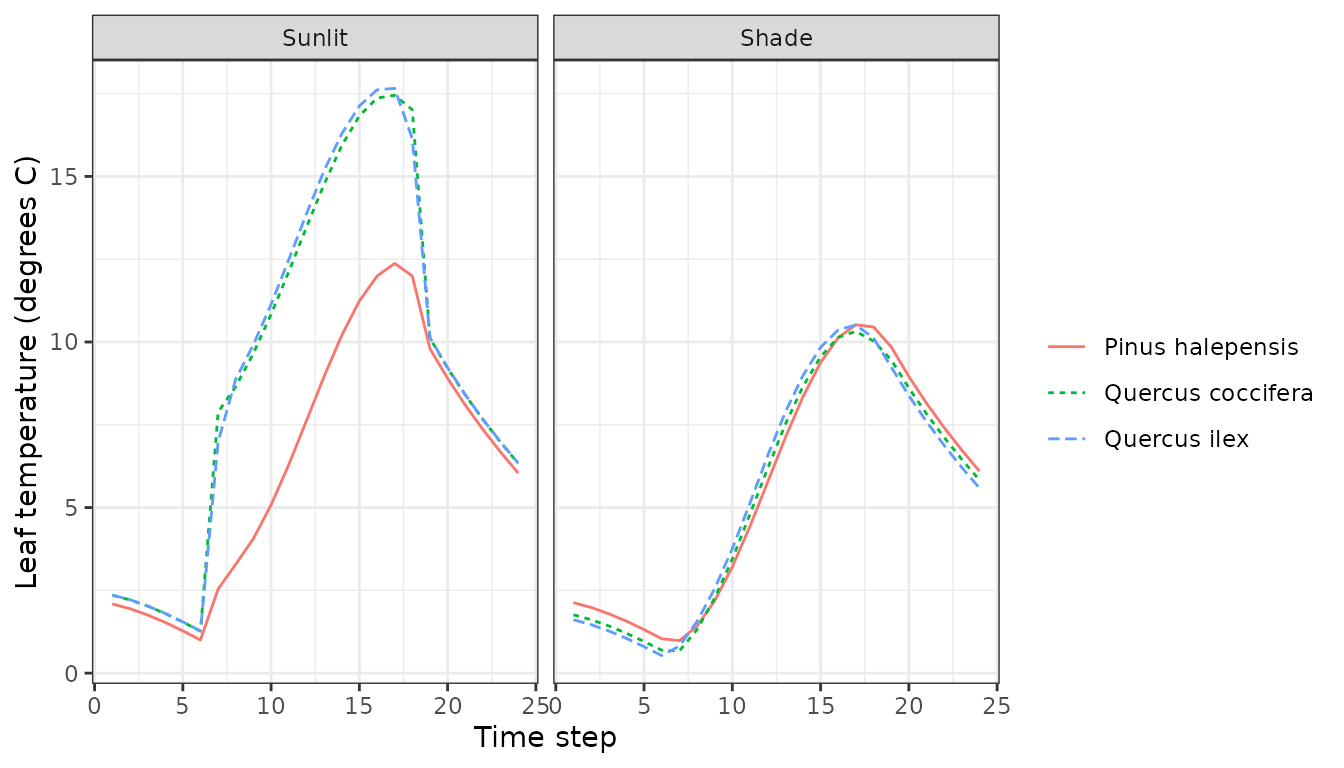 Sunlit Shade
Leaf temperature (degrees C)
15
10
5
0
0 5 10 15 20 25 0 5 10 15 20 25
Time step
Pinus halepensis
Quercus coccifera
Quercus ilex